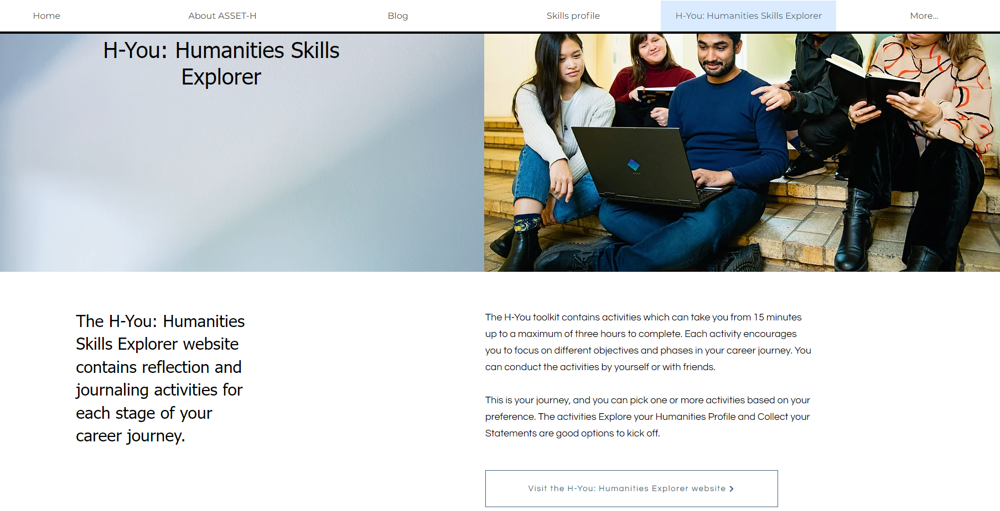 Home
About ASSET-H
Blog
Skills profile
H-You: Humanities Skills Explorer
More...
H-You: Humanities Skills
Explorer
The H-You: Humanities
Skills Explorer website
contains reflection and
journaling activities for
each stage of your
career journey.
The H-You toolkit contains activities which can take you from 15 minutes
up to a maximum of three hours to complete. Each activity encourages
you to focus on different objectives and phases in your career journey. You
can conduct the activities by yourself or with friends.
This is your journey, and you can pick one or more activities based on your
preference. The activities Explore your Humanities Profile and Collect your
Statements are good options to kick off.
Visit the H-You: Humanities Explorer website